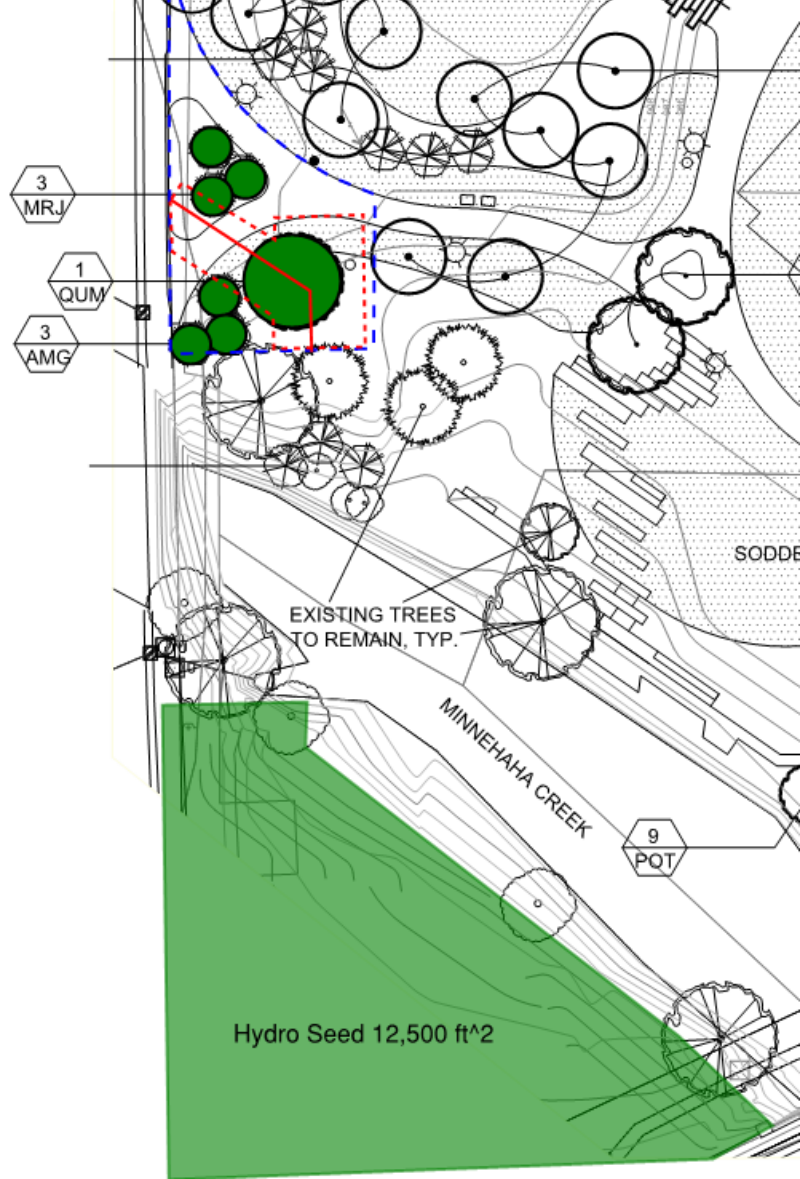 3
MRJ
1
QUM
3
AMG
SODDE
EXISTING TREES
TO REMAIN, TYP.
MINNEHAHA CREEK
9
POT
Hydro Seed 12,500 ft^2